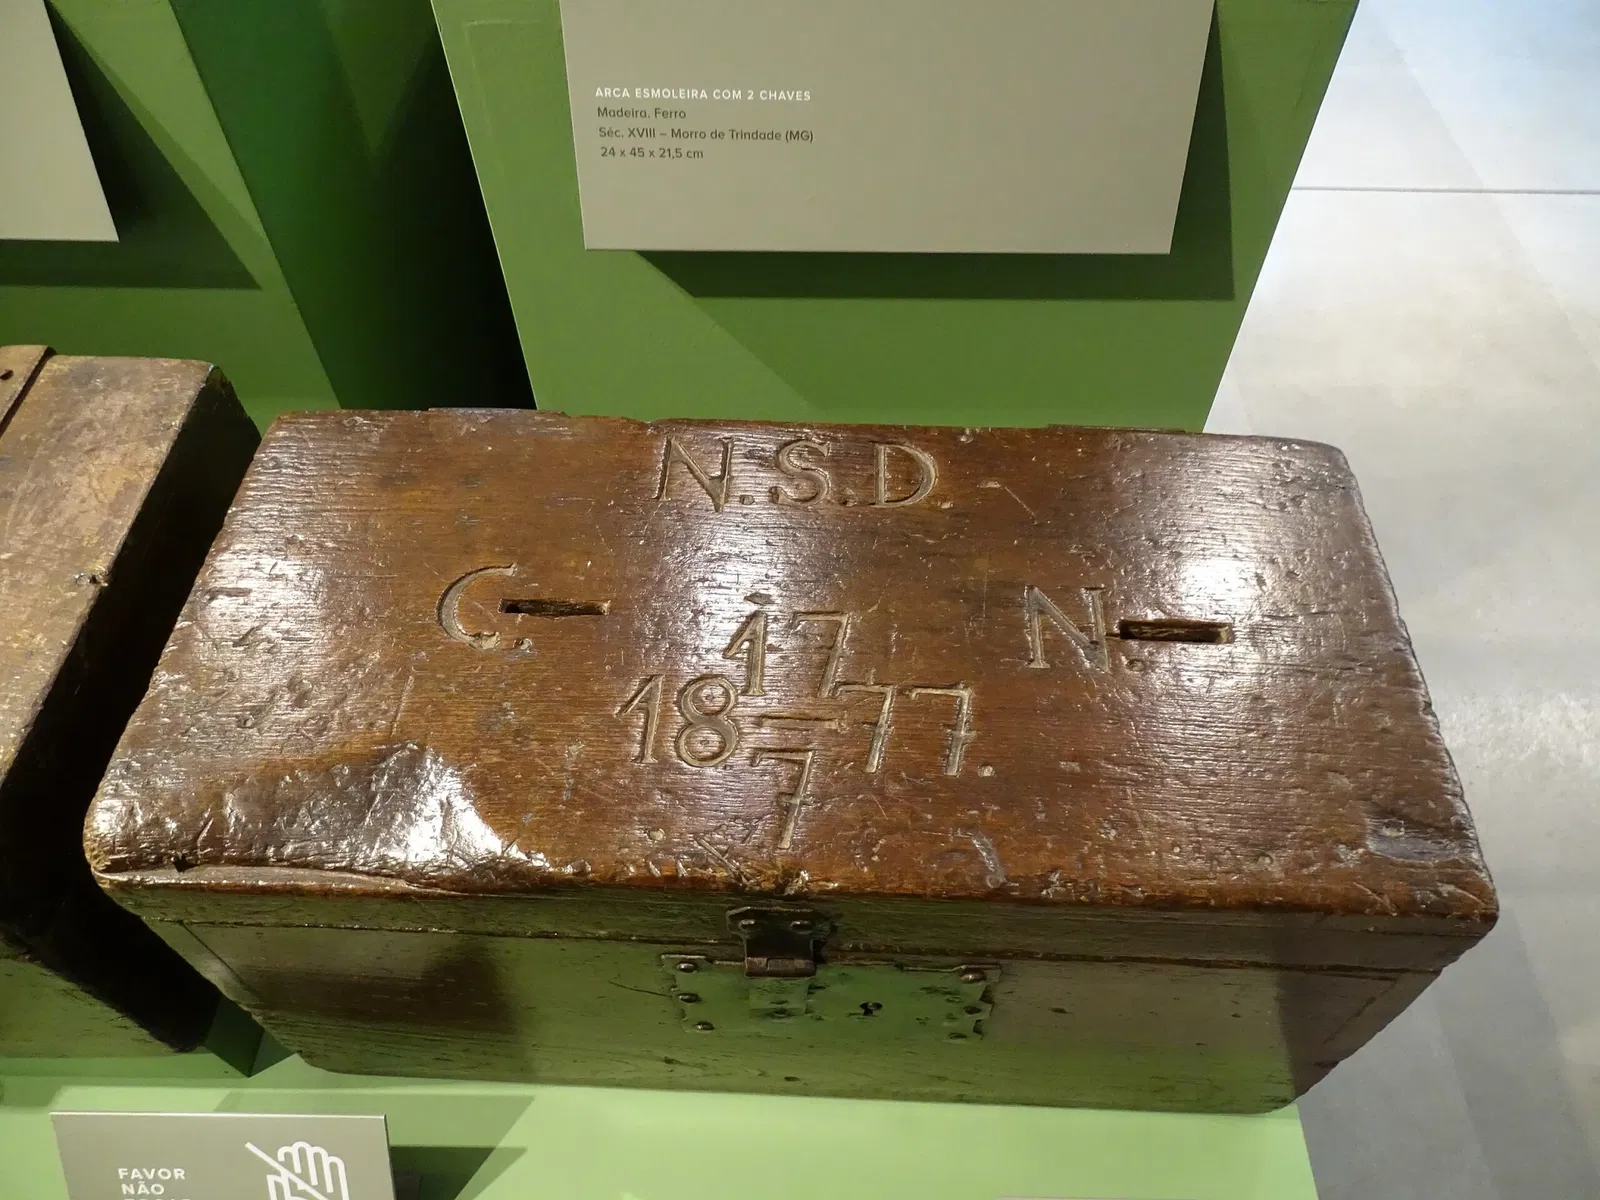 ARCA ESMOLEIRA COM 2 CHAVES
Madeira. Ferro
Séc. XVIII – Morro de Trindade (MG)
24 x 45 x 21,5 cm
N.S.D.
C. N.
17
18 77.
7
FAVOR
NÃO